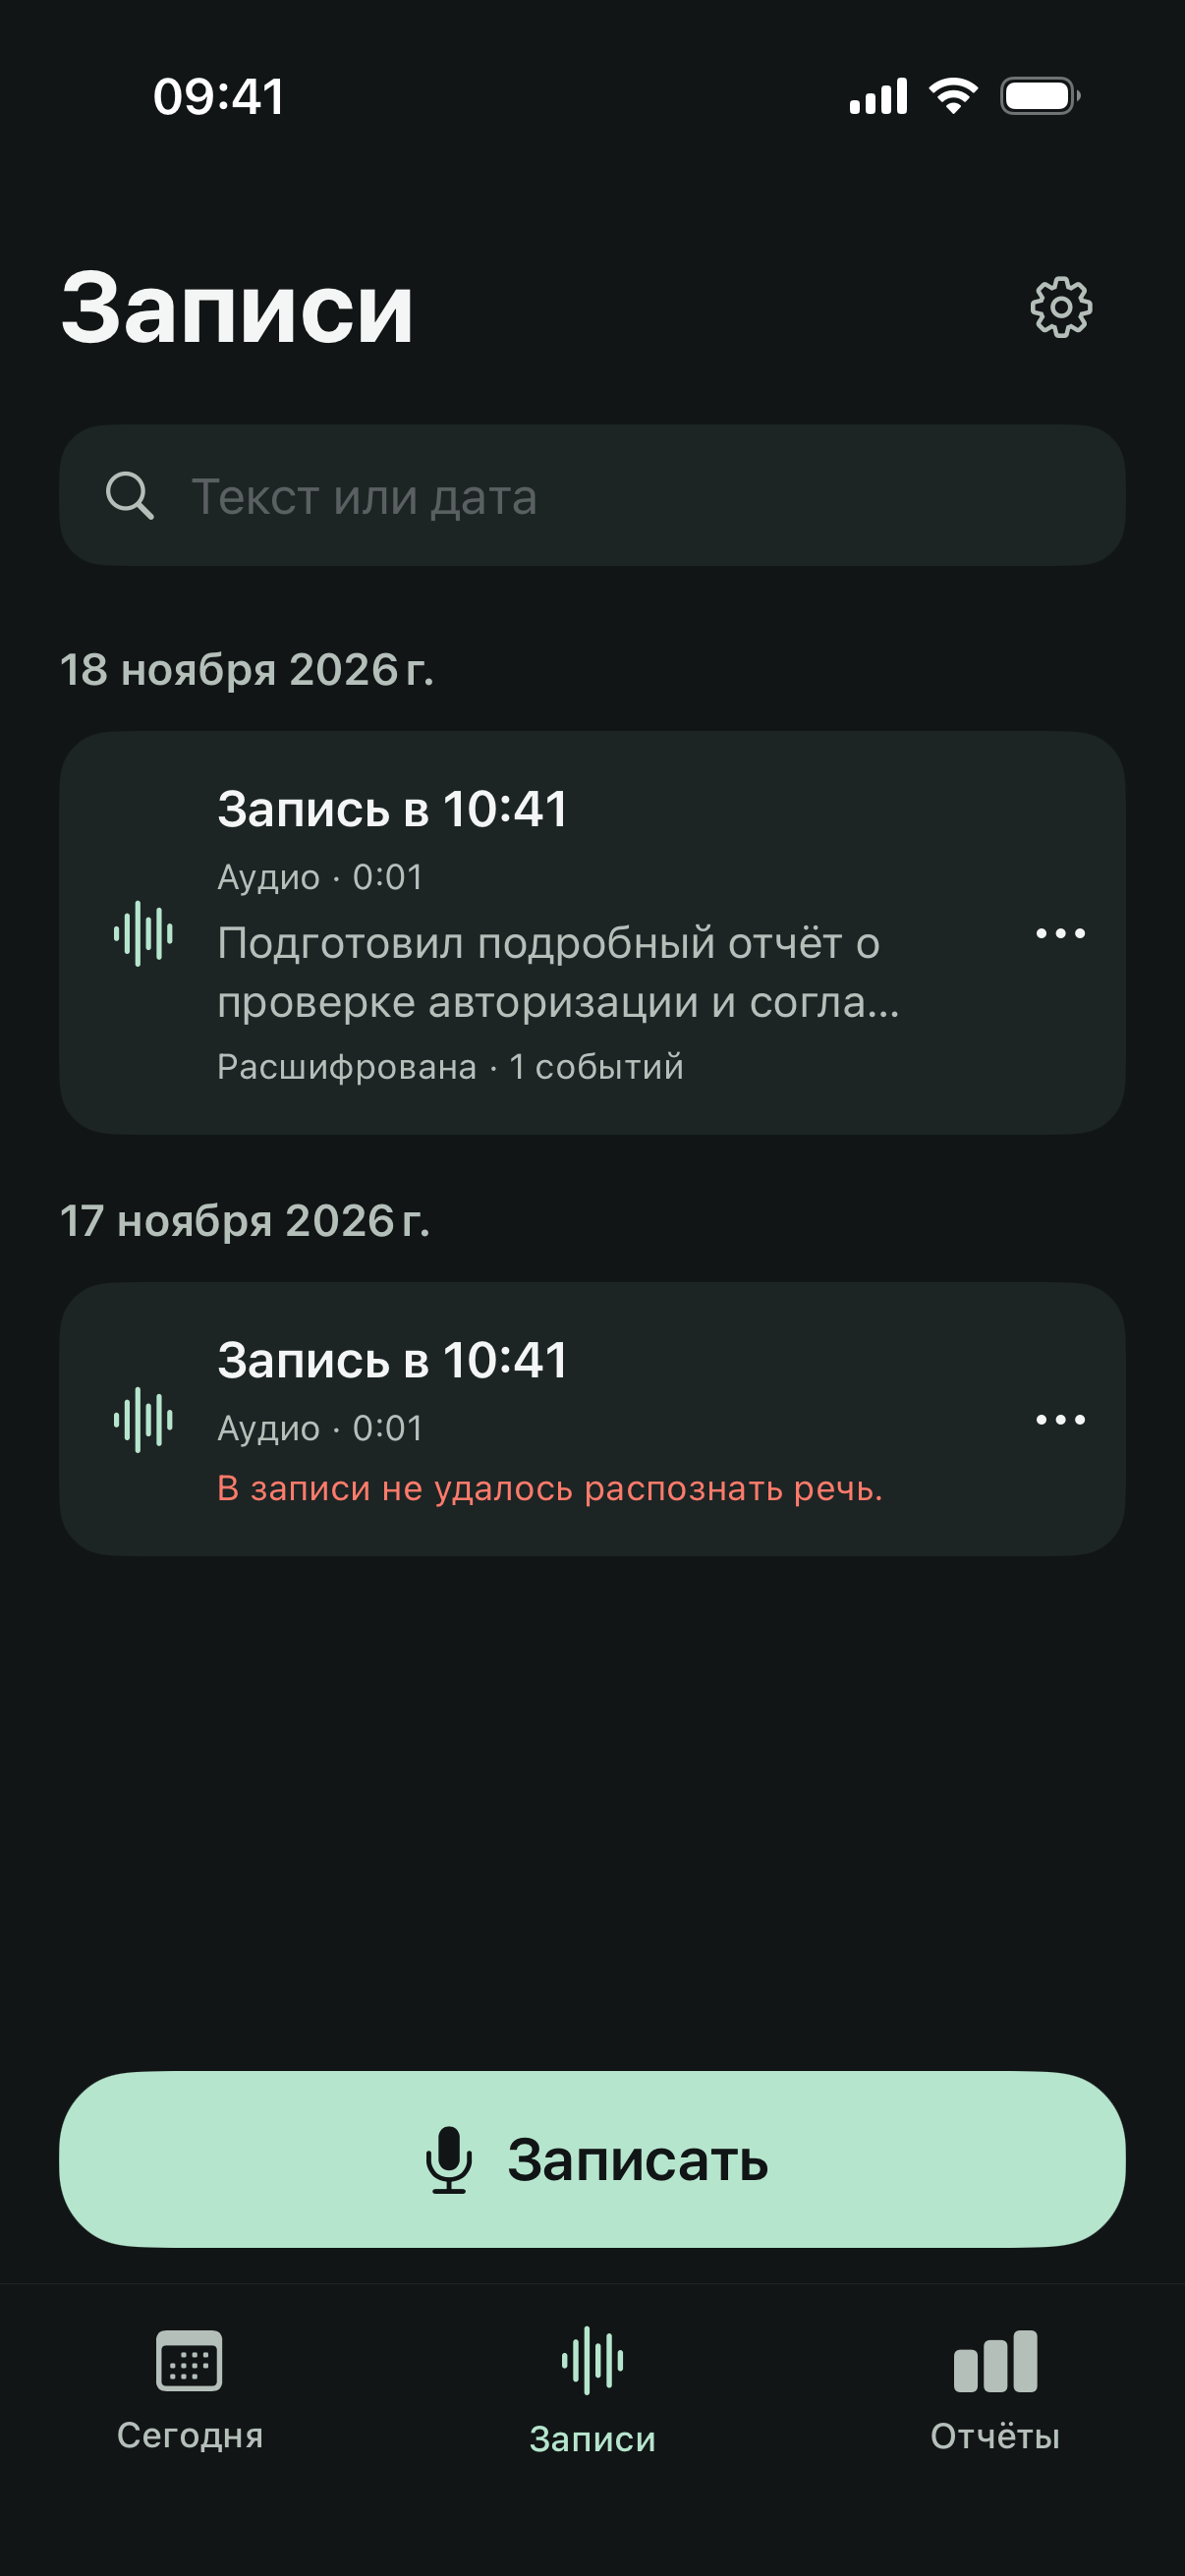 09:41
Записи
Текст или дата
18 ноября 2026 г.
Запись в 10:41
Аудио · 0:01
Подготовил подробный отчёт о
проверке авторизации и согла...
Расшифрована · 1 событий
17 ноября 2026 г.
Запись в 10:41
Аудио · 0:01
В записи не удалось распознать речь.
Записать
Сегодня
Записи
Отчёты